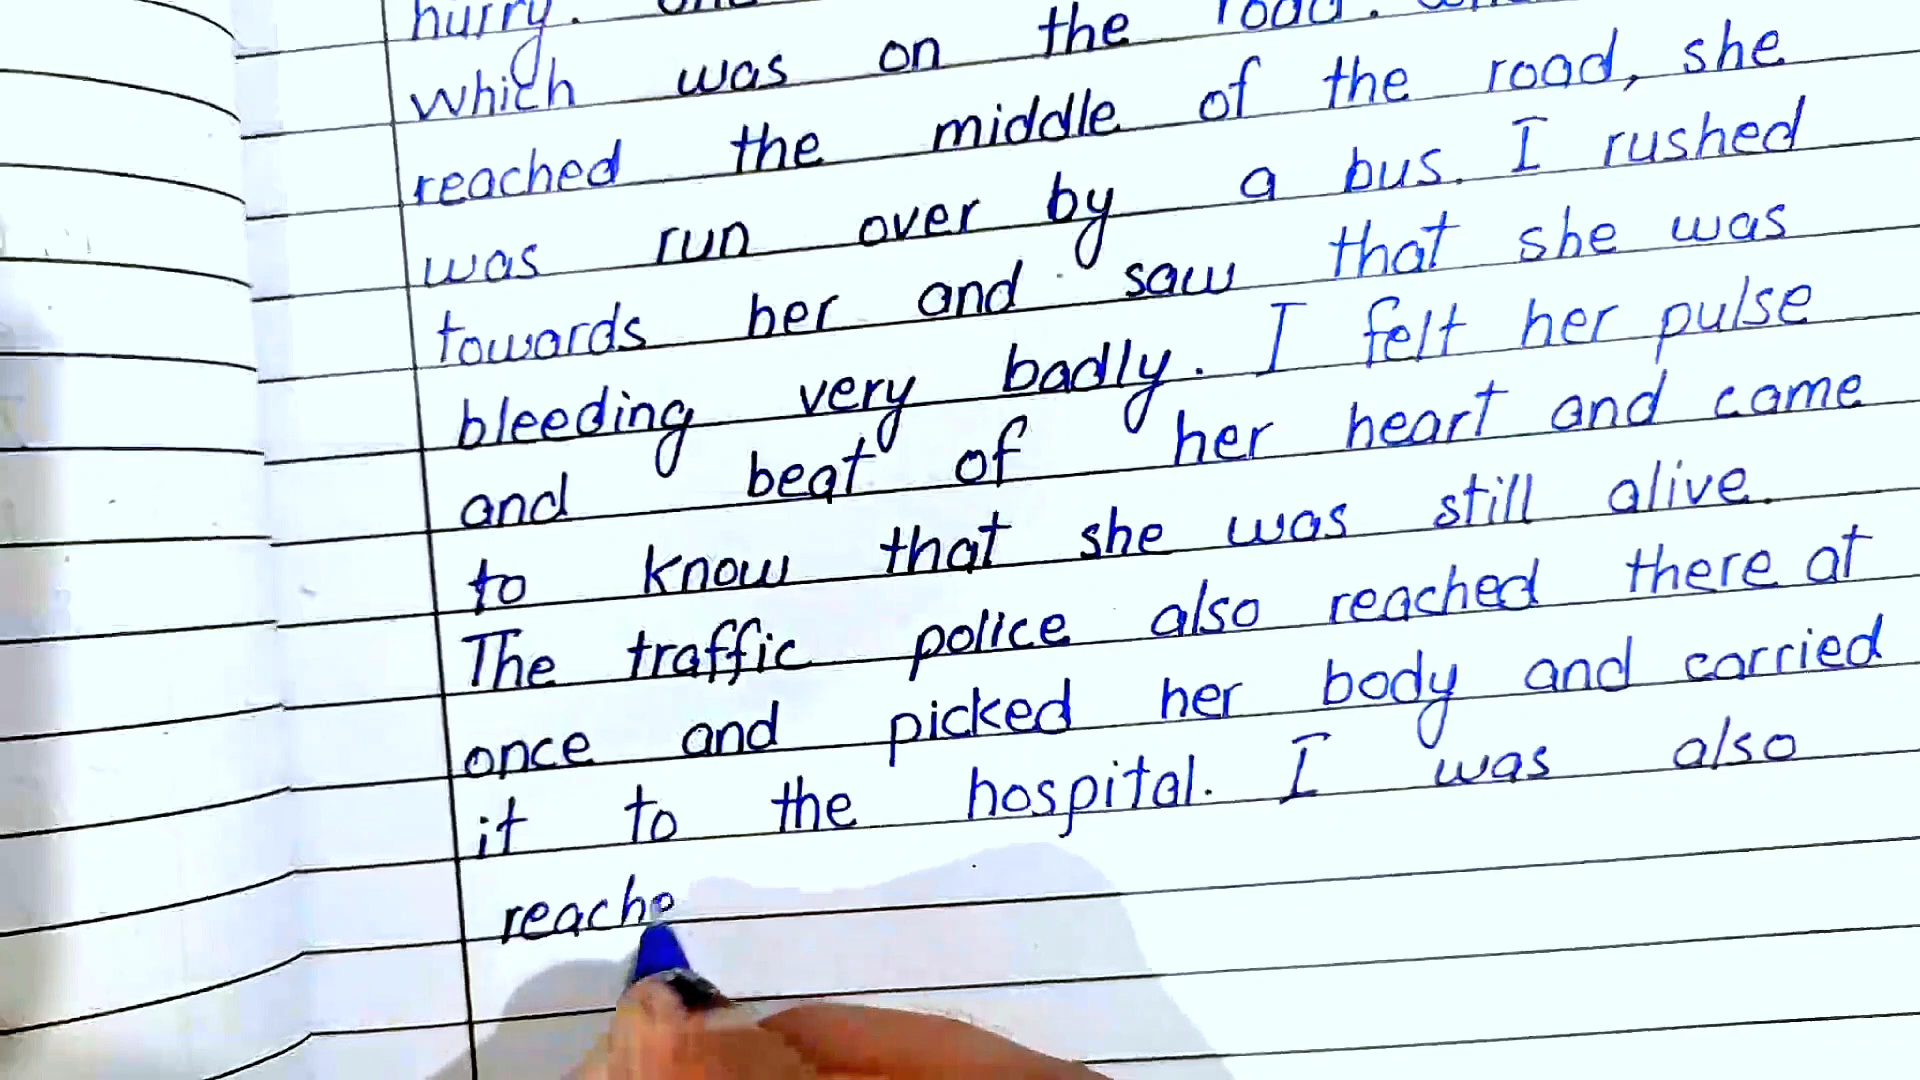 hurry. road.
which was on the
reached the middle of the road, she
was run over by a bus. I rushed
towards her and saw that she was
bleeding very badly. I felt her pulse
and beat of her heart and came
to know that she was still alive.
The traffic police also reached there at
once and picked her body and carried
it to the hospital. I was also
reache